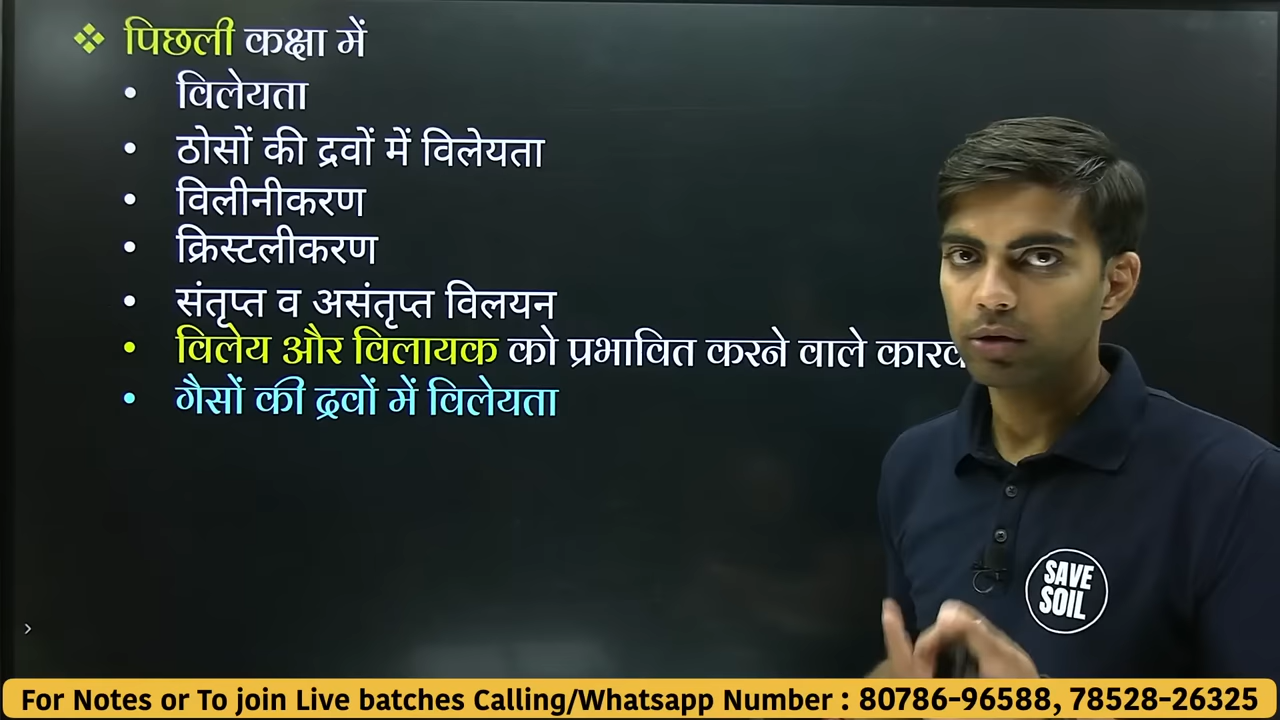 ❖ पिछली कक्षा में
• विलेयता
• ठोसों की द्रवों में विलेयता
• विलीनीकरण
• क्रिस्टलीकरण
• संतृप्त व असंतृप्त विलयन
• विलेय और विलायक को प्रभावित करने वाले
• गैसों की द्रवों में विलेयता
SAVE
SOIL
For Notes or To join Live batches Calling/Whatsapp Number : 80786-96588, 78528-26325